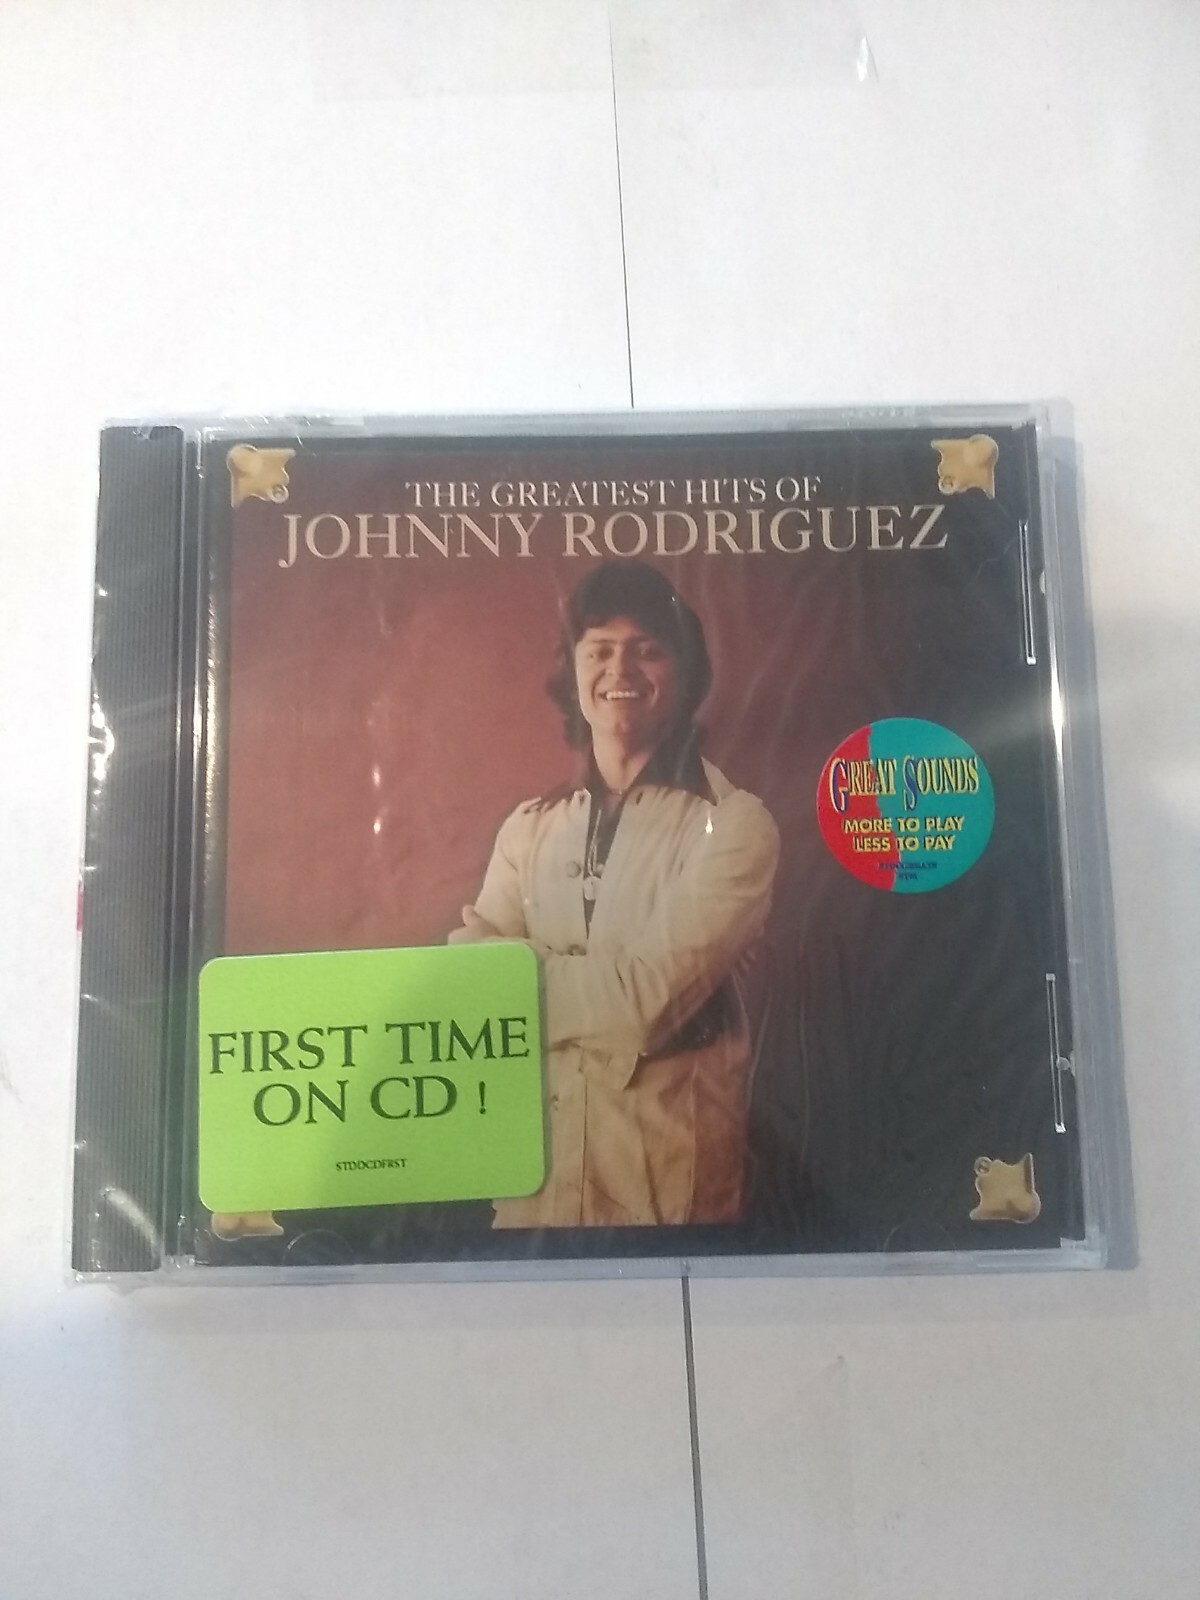 THE GREATEST HITS OF
JOHNNY RODRIGUEZ
GREAT SOUNDS
MORE TO PLAY
LESS TO PAY
FIRST TIME
ON CD !
STDDCDFRST